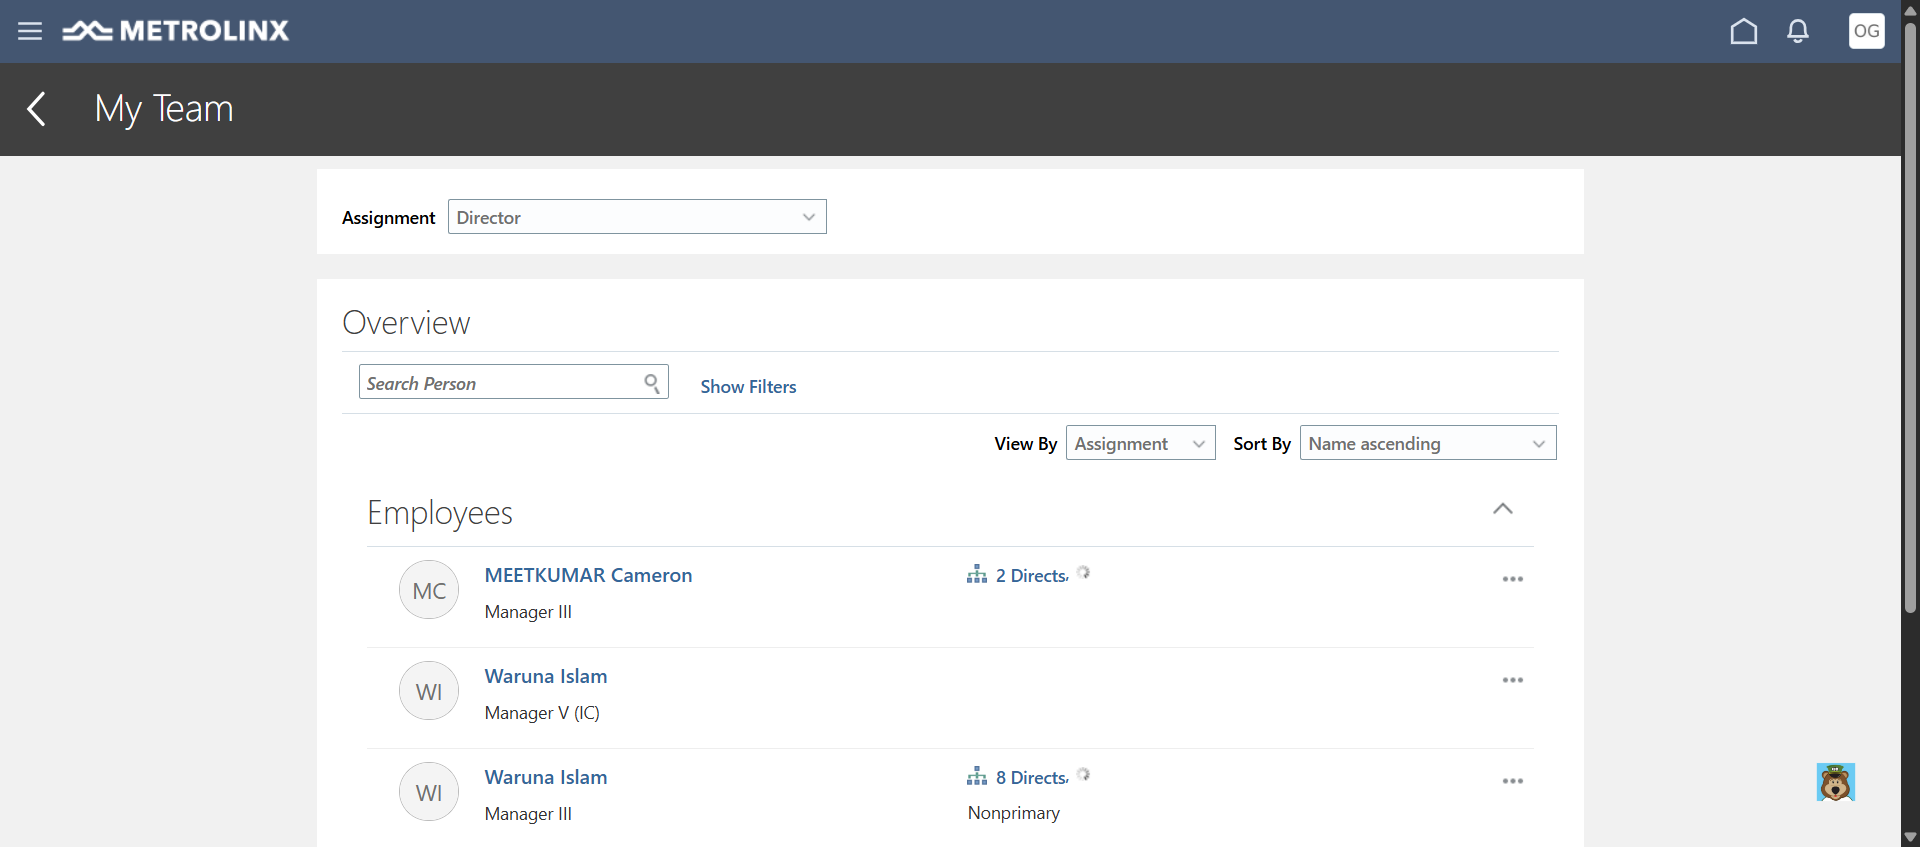 METROLINX
OG
My Team
Assignment Director
Overview
Search Person Show Filters
View By Assignment Sort By Name ascending
Employees
MC MEETKUMAR Cameron 2 Directs,
Manager III
WI Waruna Islam
Manager V (IC)
WI Waruna Islam 8 Directs,
Manager III Nonprimary